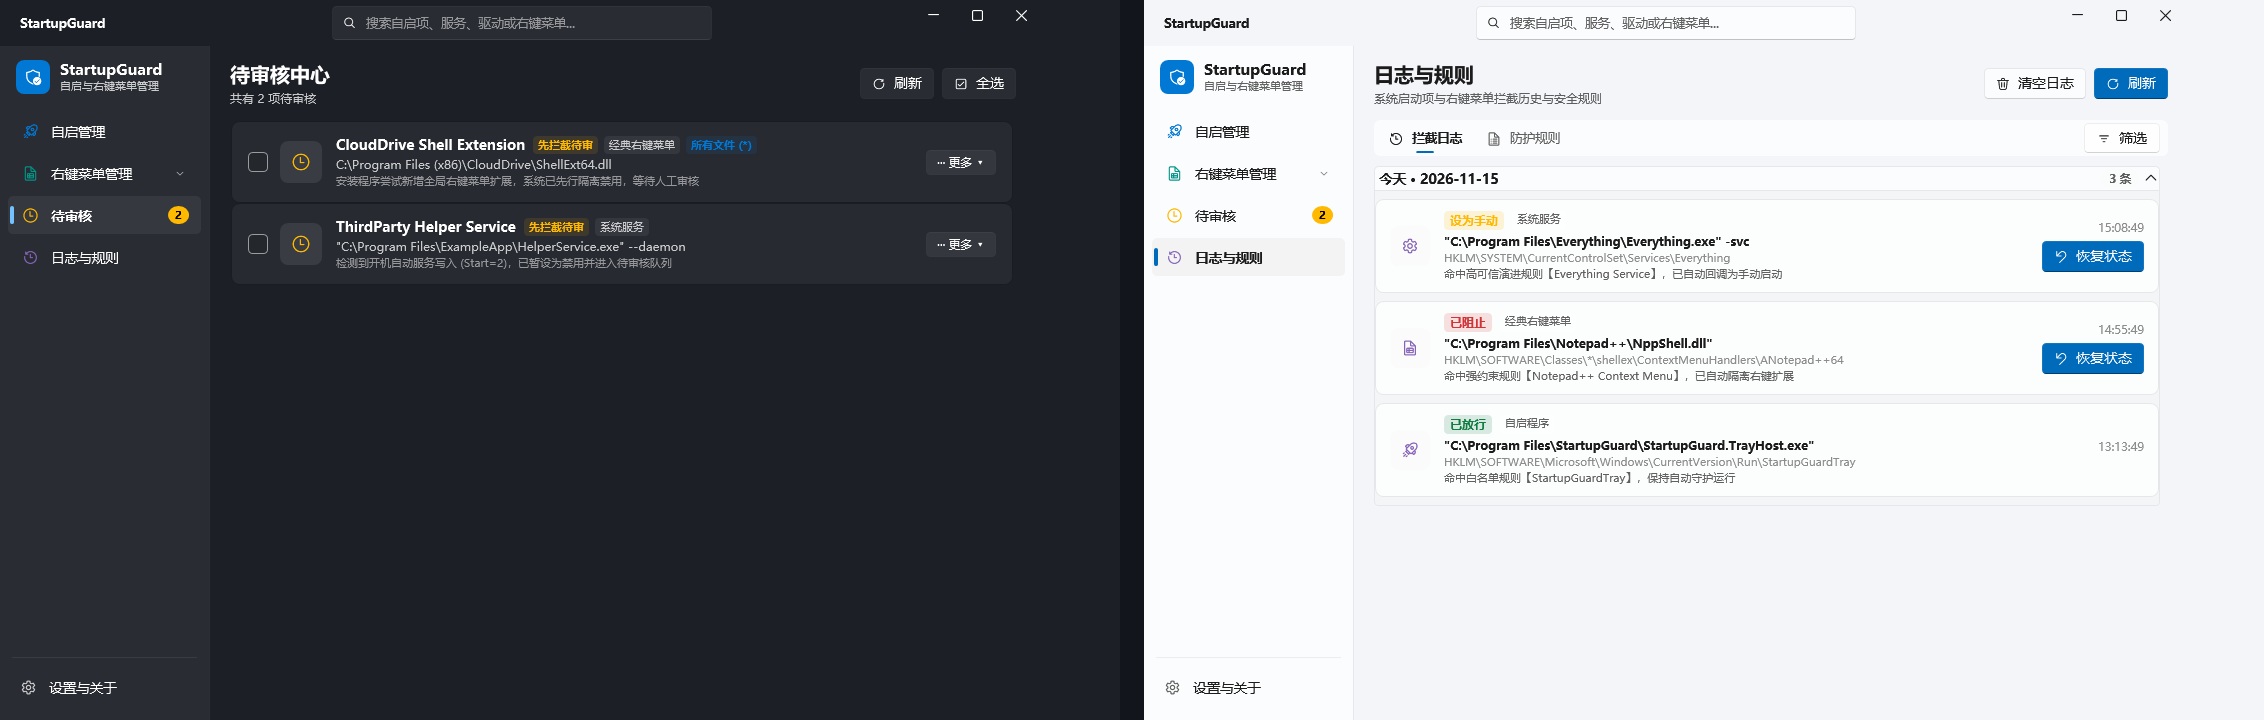 StartupGuard
搜索自启项、服务、驱动或右键菜单...
StartupGuard
自启与右键菜单管理
自启管理
右键菜单管理
待审核
2
日志与规则
设置与关于
待审核中心
共有 2 项待审核
刷新
全选
CloudDrive Shell Extension 先拦截待审 经典右键菜单 所有文件 (*)
C:\Program Files (x86)\CloudDrive\ShellExt64.dll
安装程序尝试新增全局右键菜单扩展，系统已先行隔离禁用，等待人工审核
··· 更多
ThirdParty Helper Service 先拦截待审 系统服务
"C:\Program Files\ExampleApp\HelperService.exe" --daemon
检测到开机自动服务写入 (Start=2)，已暂设为禁用并进入待审核队列
··· 更多
StartupGuard
搜索自启项、服务、驱动或右键菜单...
StartupGuard
自启与右键菜单管理
自启管理
右键菜单管理
待审核
2
日志与规则
设置与关于
日志与规则
系统启动项与右键菜单拦截历史与安全规则
清空日志
刷新
拦截日志
防护规则
筛选
今天 • 2026-11-15
3 条
设为手动 系统服务
"C:\Program Files\Everything\Everything.exe" -svc
HKLM\SYSTEM\CurrentControlSet\Services\Everything
命中高可信演进规则【Everything Service】，已自动回调为手动启动
15:08:49
恢复状态
已阻止 经典右键菜单
"C:\Program Files\Notepad++\NppShell.dll"
HKLM\SOFTWARE\Classes\*\shellex\ContextMenuHandlers\ANotepad++64
命中强约束规则【Notepad++ Context Menu】，已自动隔离右键扩展
14:55:49
恢复状态
已放行 自启程序
"C:\Program Files\StartupGuard\StartupGuard.TrayHost.exe"
HKLM\SOFTWARE\Microsoft\Windows\CurrentVersion\Run\StartupGuardTray
命中白名单规则【StartupGuardTray】，保持自动守护运行
13:13:49